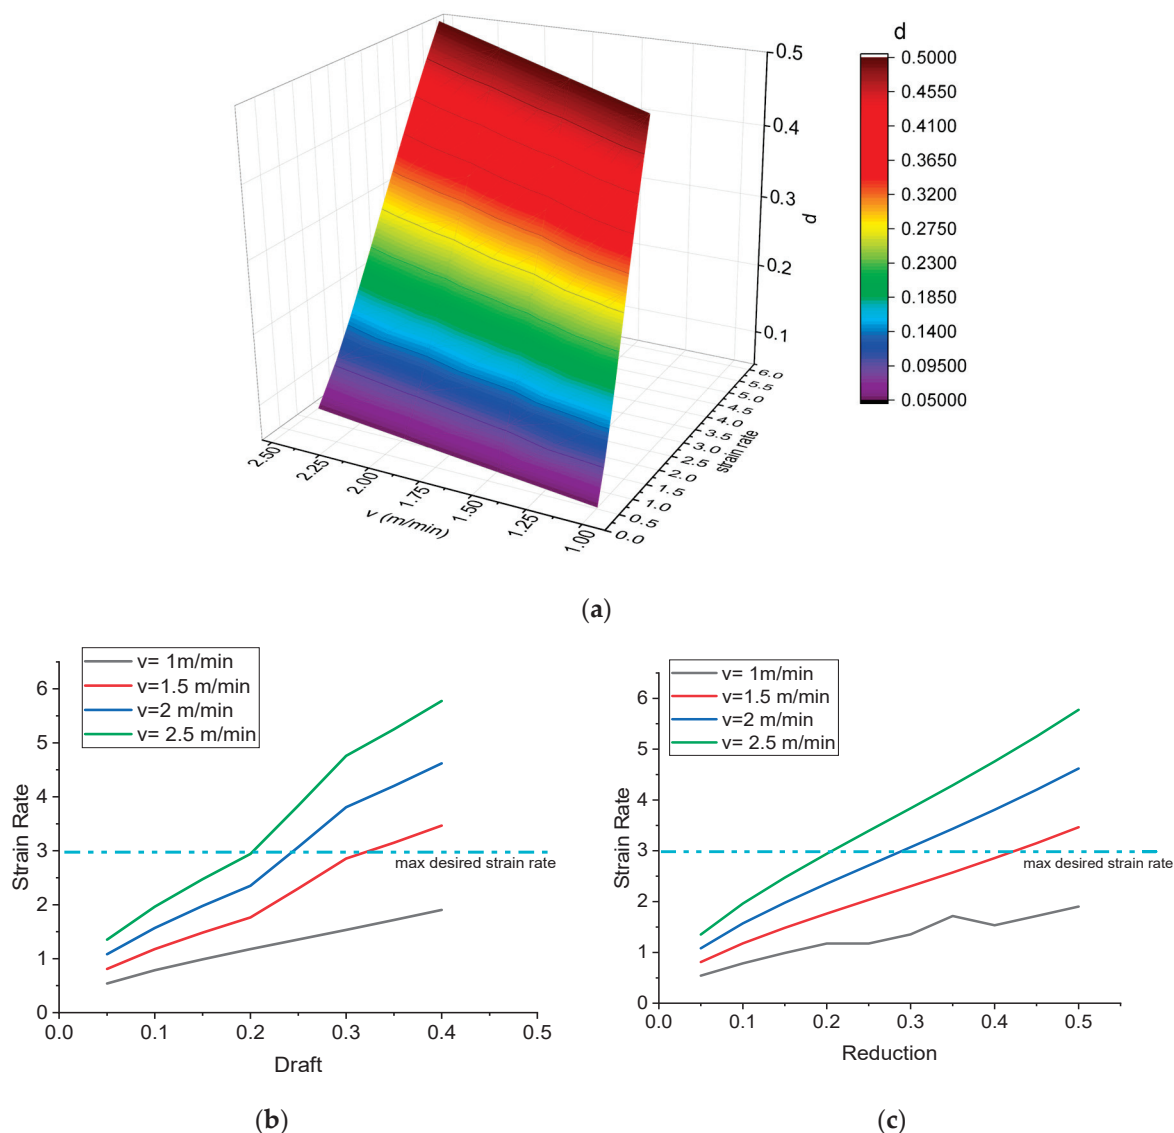 d
0.5000
0.4550
0.4100
0.3650
0.3200
0.2750
0.2300
0.1850
0.1400
0.09500
0.05000
0.5
0.4
0.3
0.2
0.1
d
6.0
5.5
5.0
4.5
4.0
3.5
3.0
2.5
2.0
1.5
1.0
0.5
0.0
strain rate
2.50
2.25
2.00
1.75
1.50
1.25
1.00
v (m/min)
(a)
v= 1m/min
v=1.5 m/min
v=2 m/min
v= 2.5 m/min
6
5
4
3
2
1
0
Strain Rate
max desired strain rate
0.0 0.1 0.2 0.3 0.4 0.5
Draft
(b)
v= 1m/min
v=1.5 m/min
v=2 m/min
v= 2.5 m/min
6
5
4
3
2
1
0
Strain Rate
max desired strain rate
0.0 0.1 0.2 0.3 0.4 0.5
Reduction
(c)